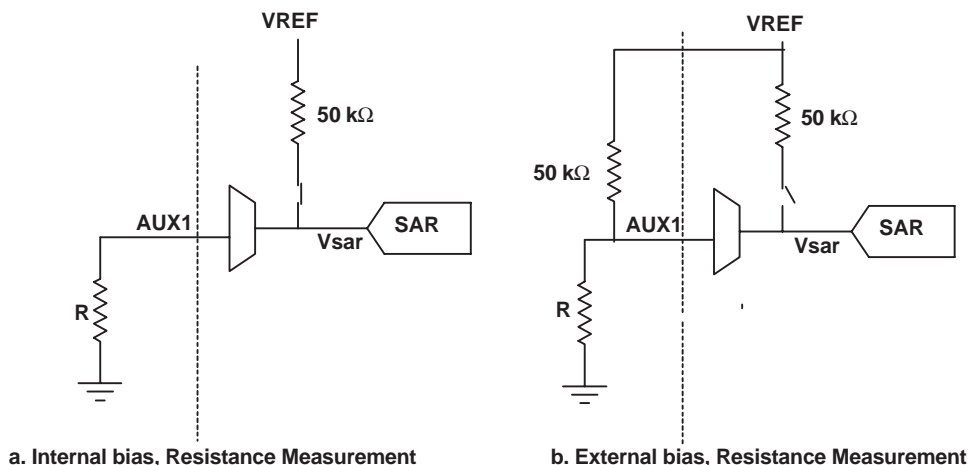 VREF
50 kΩ
AUX1
Vsar
SAR
R
a. Internal bias, Resistance Measurement
VREF
50 kΩ
50 kΩ
AUX1
Vsar
SAR
R
b. External bias, Resistance Measurement